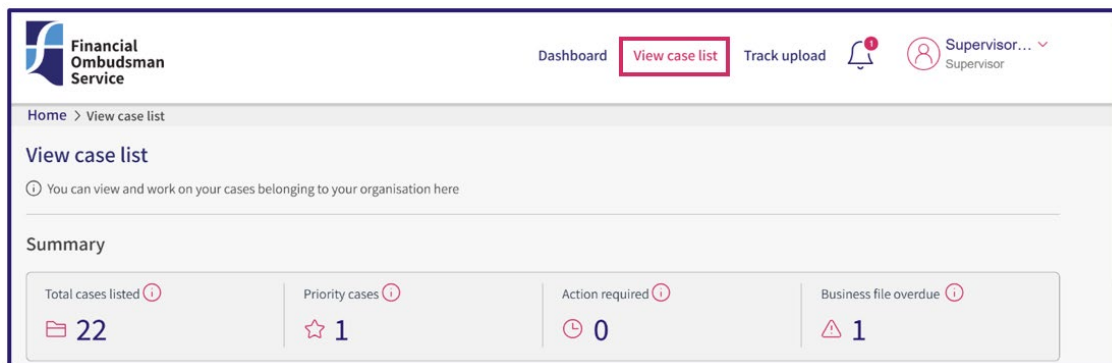 Financial
Ombudsman
Service
Dashboard View case list Track upload 1 Supervisor...
Supervisor
Home > View case list
View case list
You can view and work on your cases belonging to your organisation here
Summary
Total cases listed Priority cases Action required Business file overdue
22 1 0 1